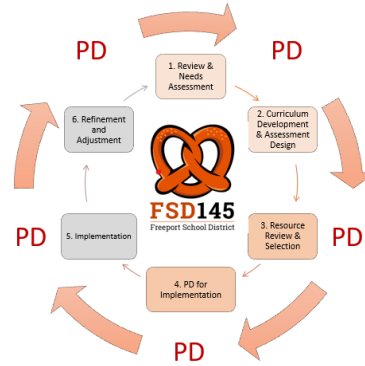 PD
PD
1. Review &
Needs
Assessment
6. Refinement
and
Adjustment
2. Curriculum
Development
& Assessment
Design
FSD145
Freeport School District
PD
5. Implementation
3. Resource
Review &
Selection
PD
4. PD for
Implementation
PD